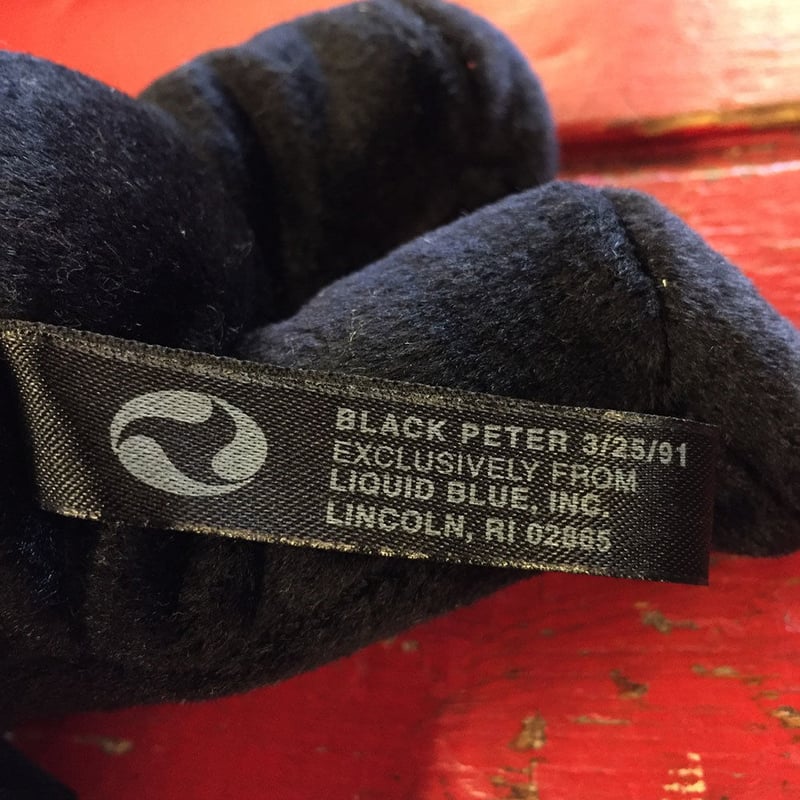 BLACK PETER 3/25/91
EXCLUSIVELY FROM
LIQUID BLUE, INC.
LINCOLN, RI 02865